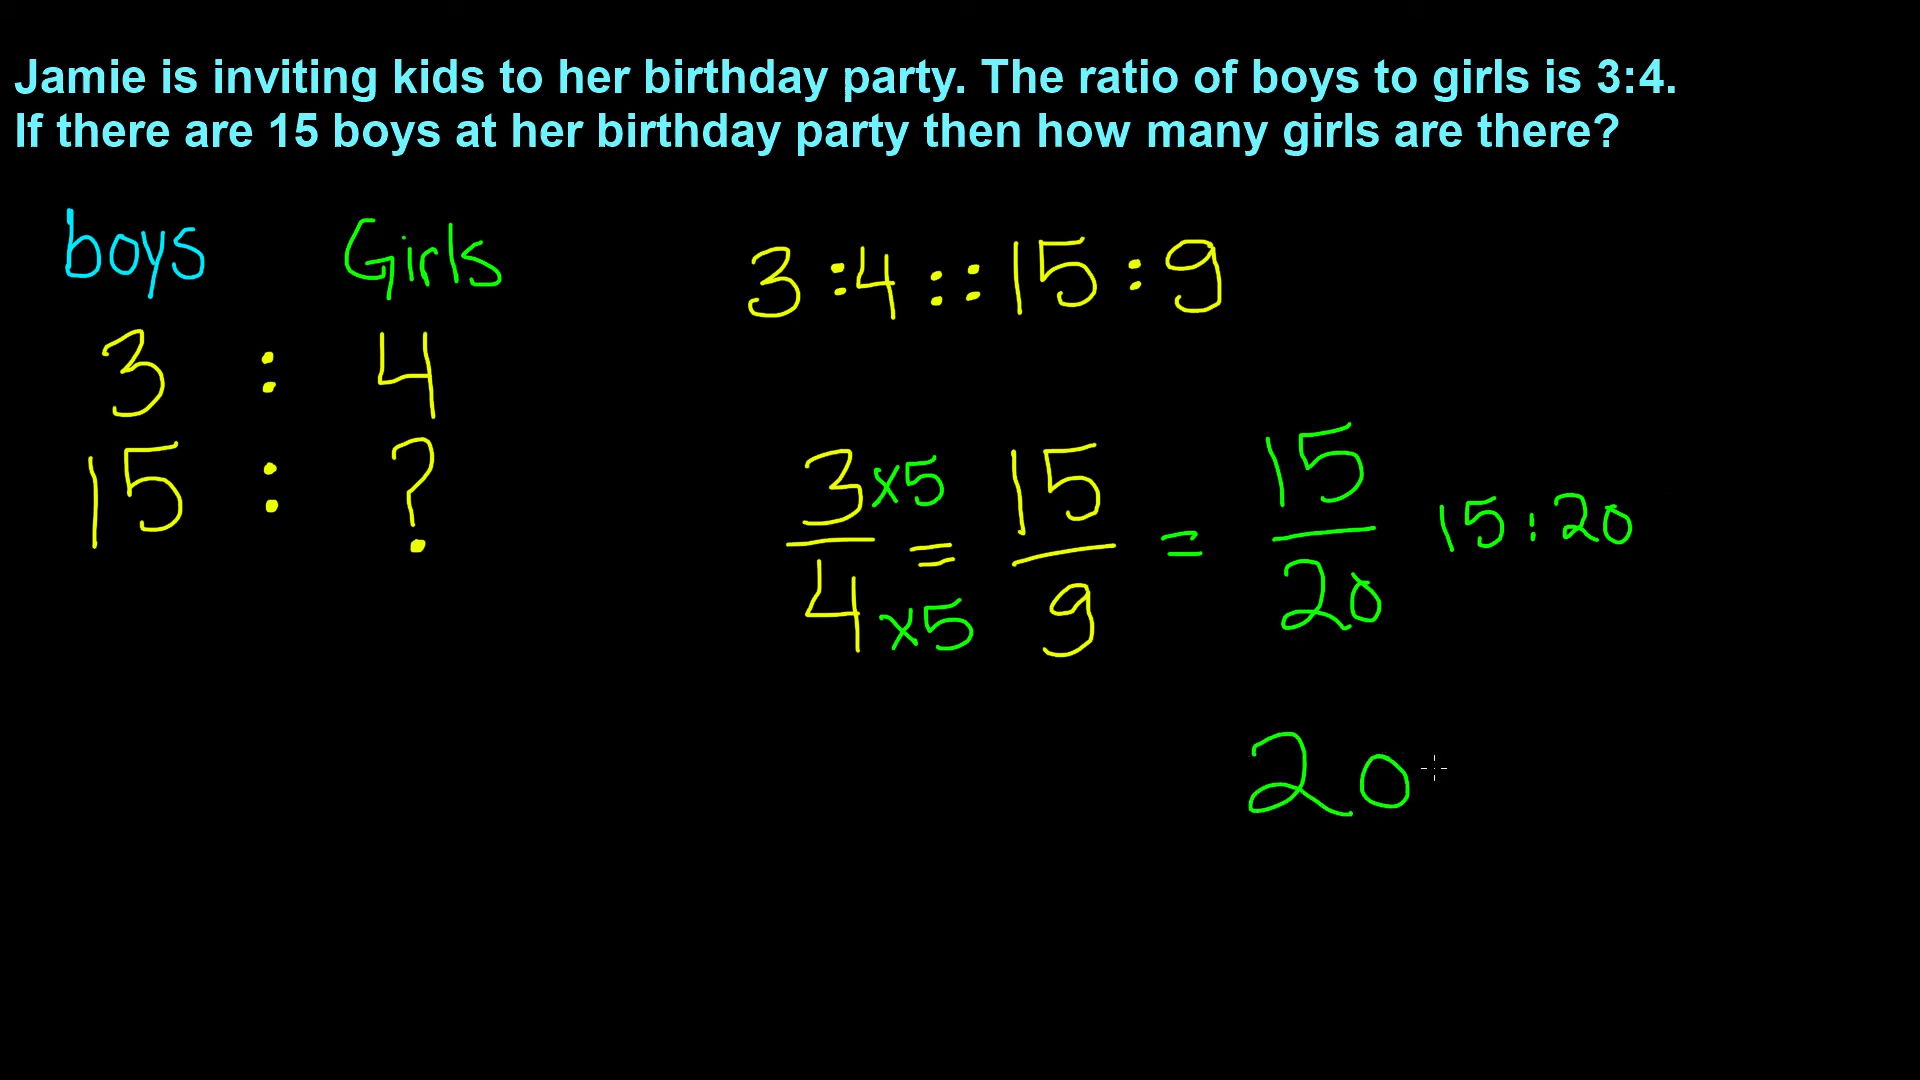 Jamie is inviting kids to her birthday party. The ratio of boys to girls is 3:4.
If there are 15 boys at her birthday party then how many girls are there?
boys Girls
3 : 4
15 : ?
3:4::15:g
3x5/4x5 = 15/g = 15/20 15:20
20